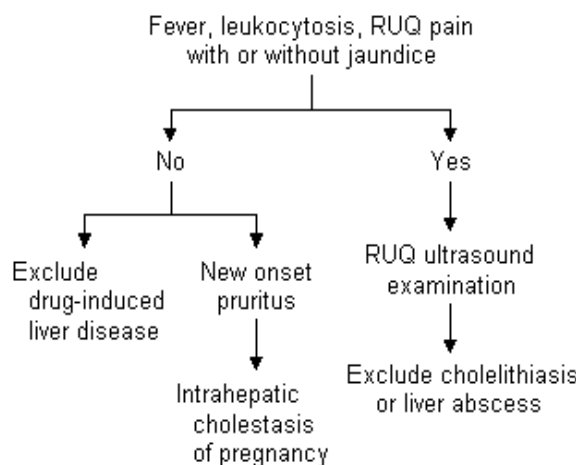 Fever, leukocytosis, RUQ pain
with or without jaundice
No
Yes
Exclude
drug-induced
liver disease
New onset
pruritus
RUQ ultrasound
examination
Intrahepatic
cholestasis
of pregnancy
Exclude cholelithiasis
or liver abscess